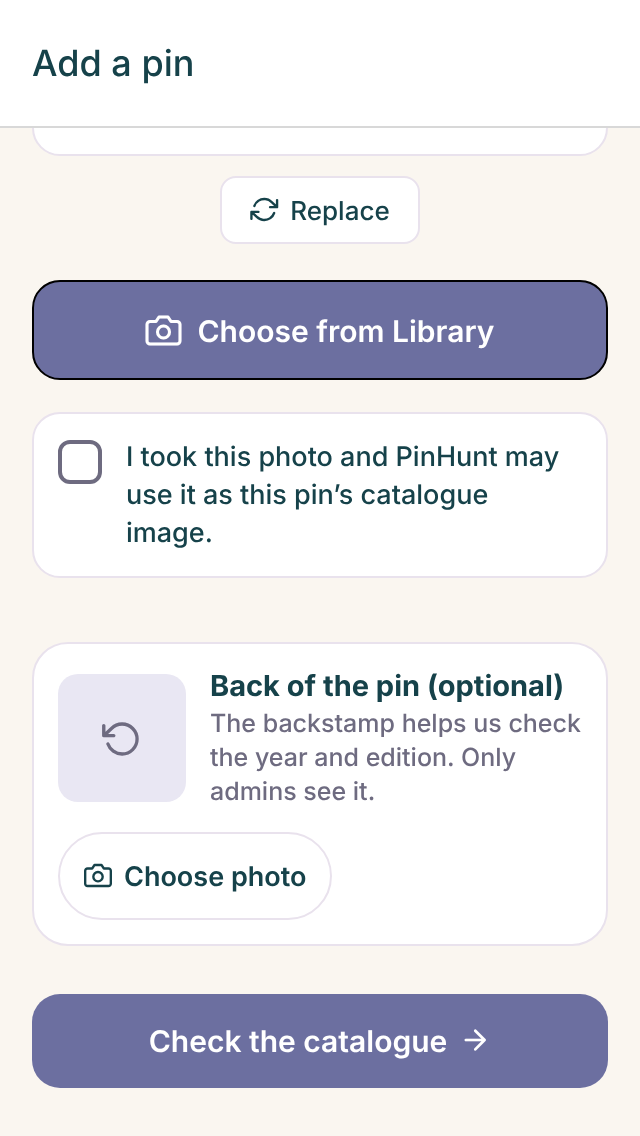 Add a pin
Replace
Choose from Library
I took this photo and PinHunt may
use it as this pin’s catalogue
image.
Back of the pin (optional)
The backstamp helps us check
the year and edition. Only
admins see it.
Choose photo
Check the catalogue →